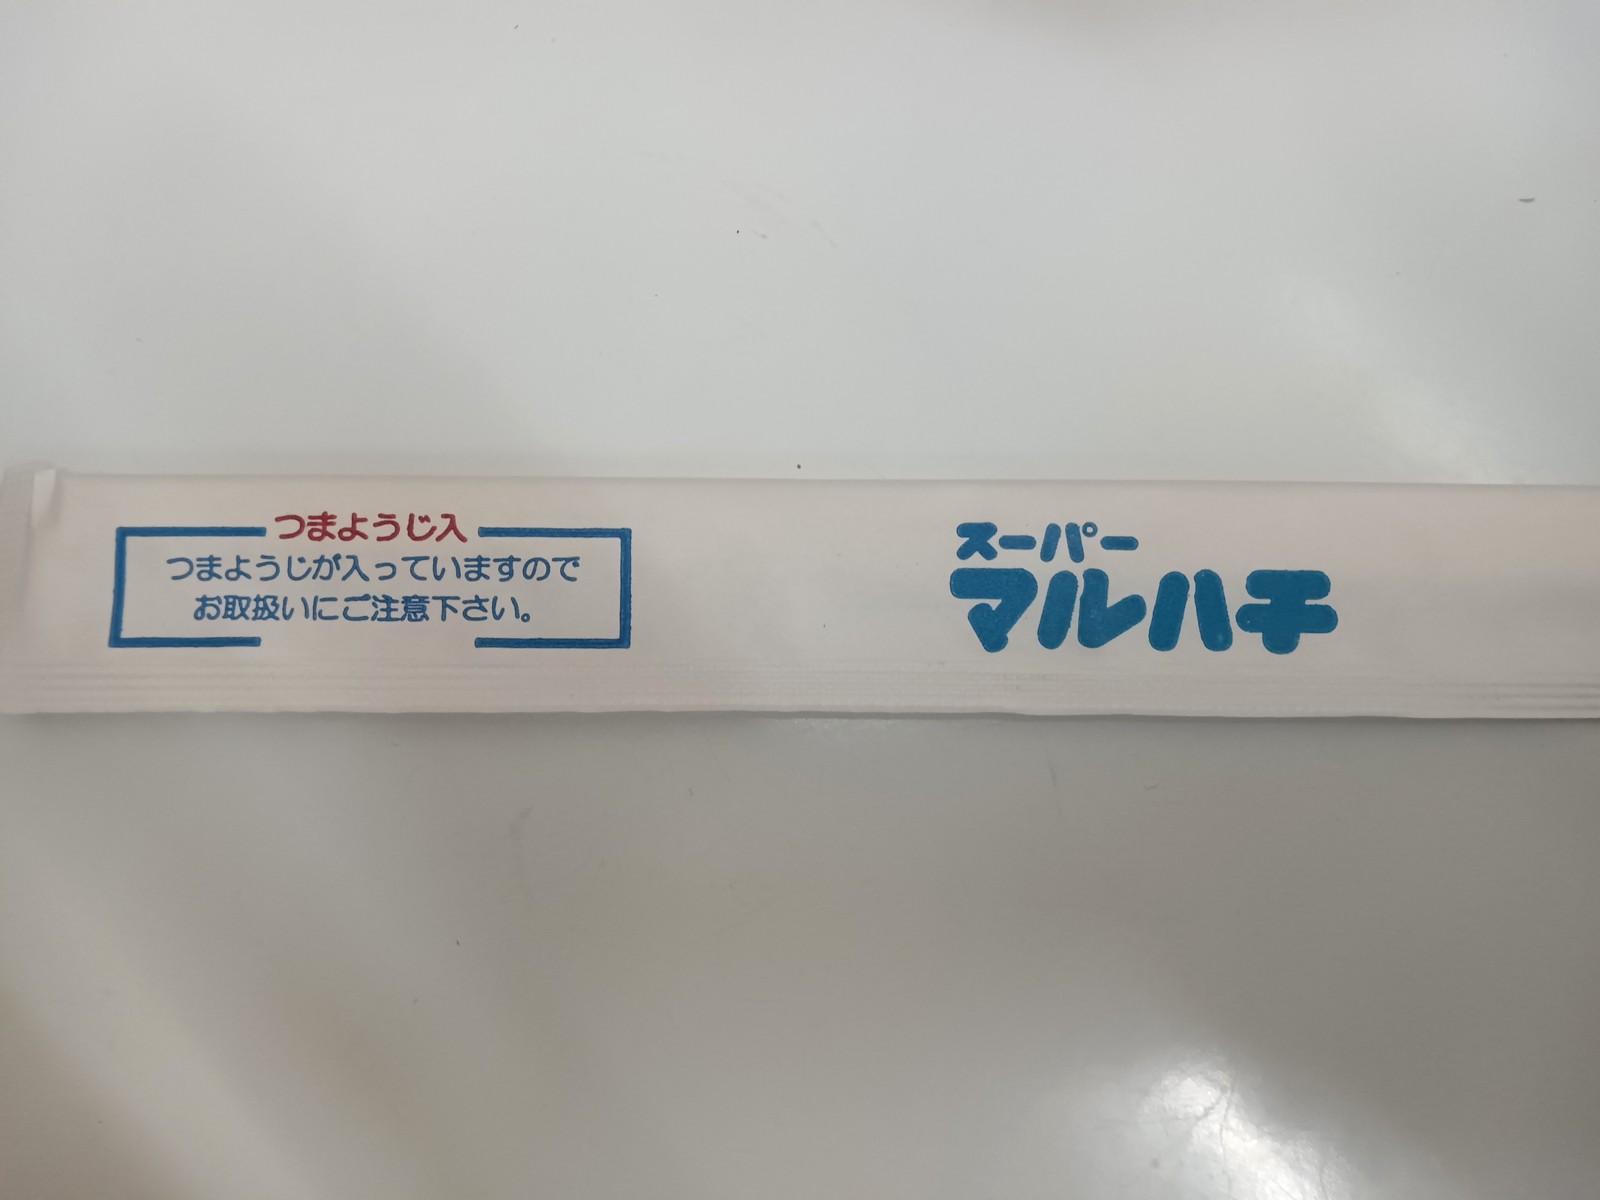 つまようじ入
つまようじが入っていますので
お取扱いにご注意下さい。
スーパー
マルハチ